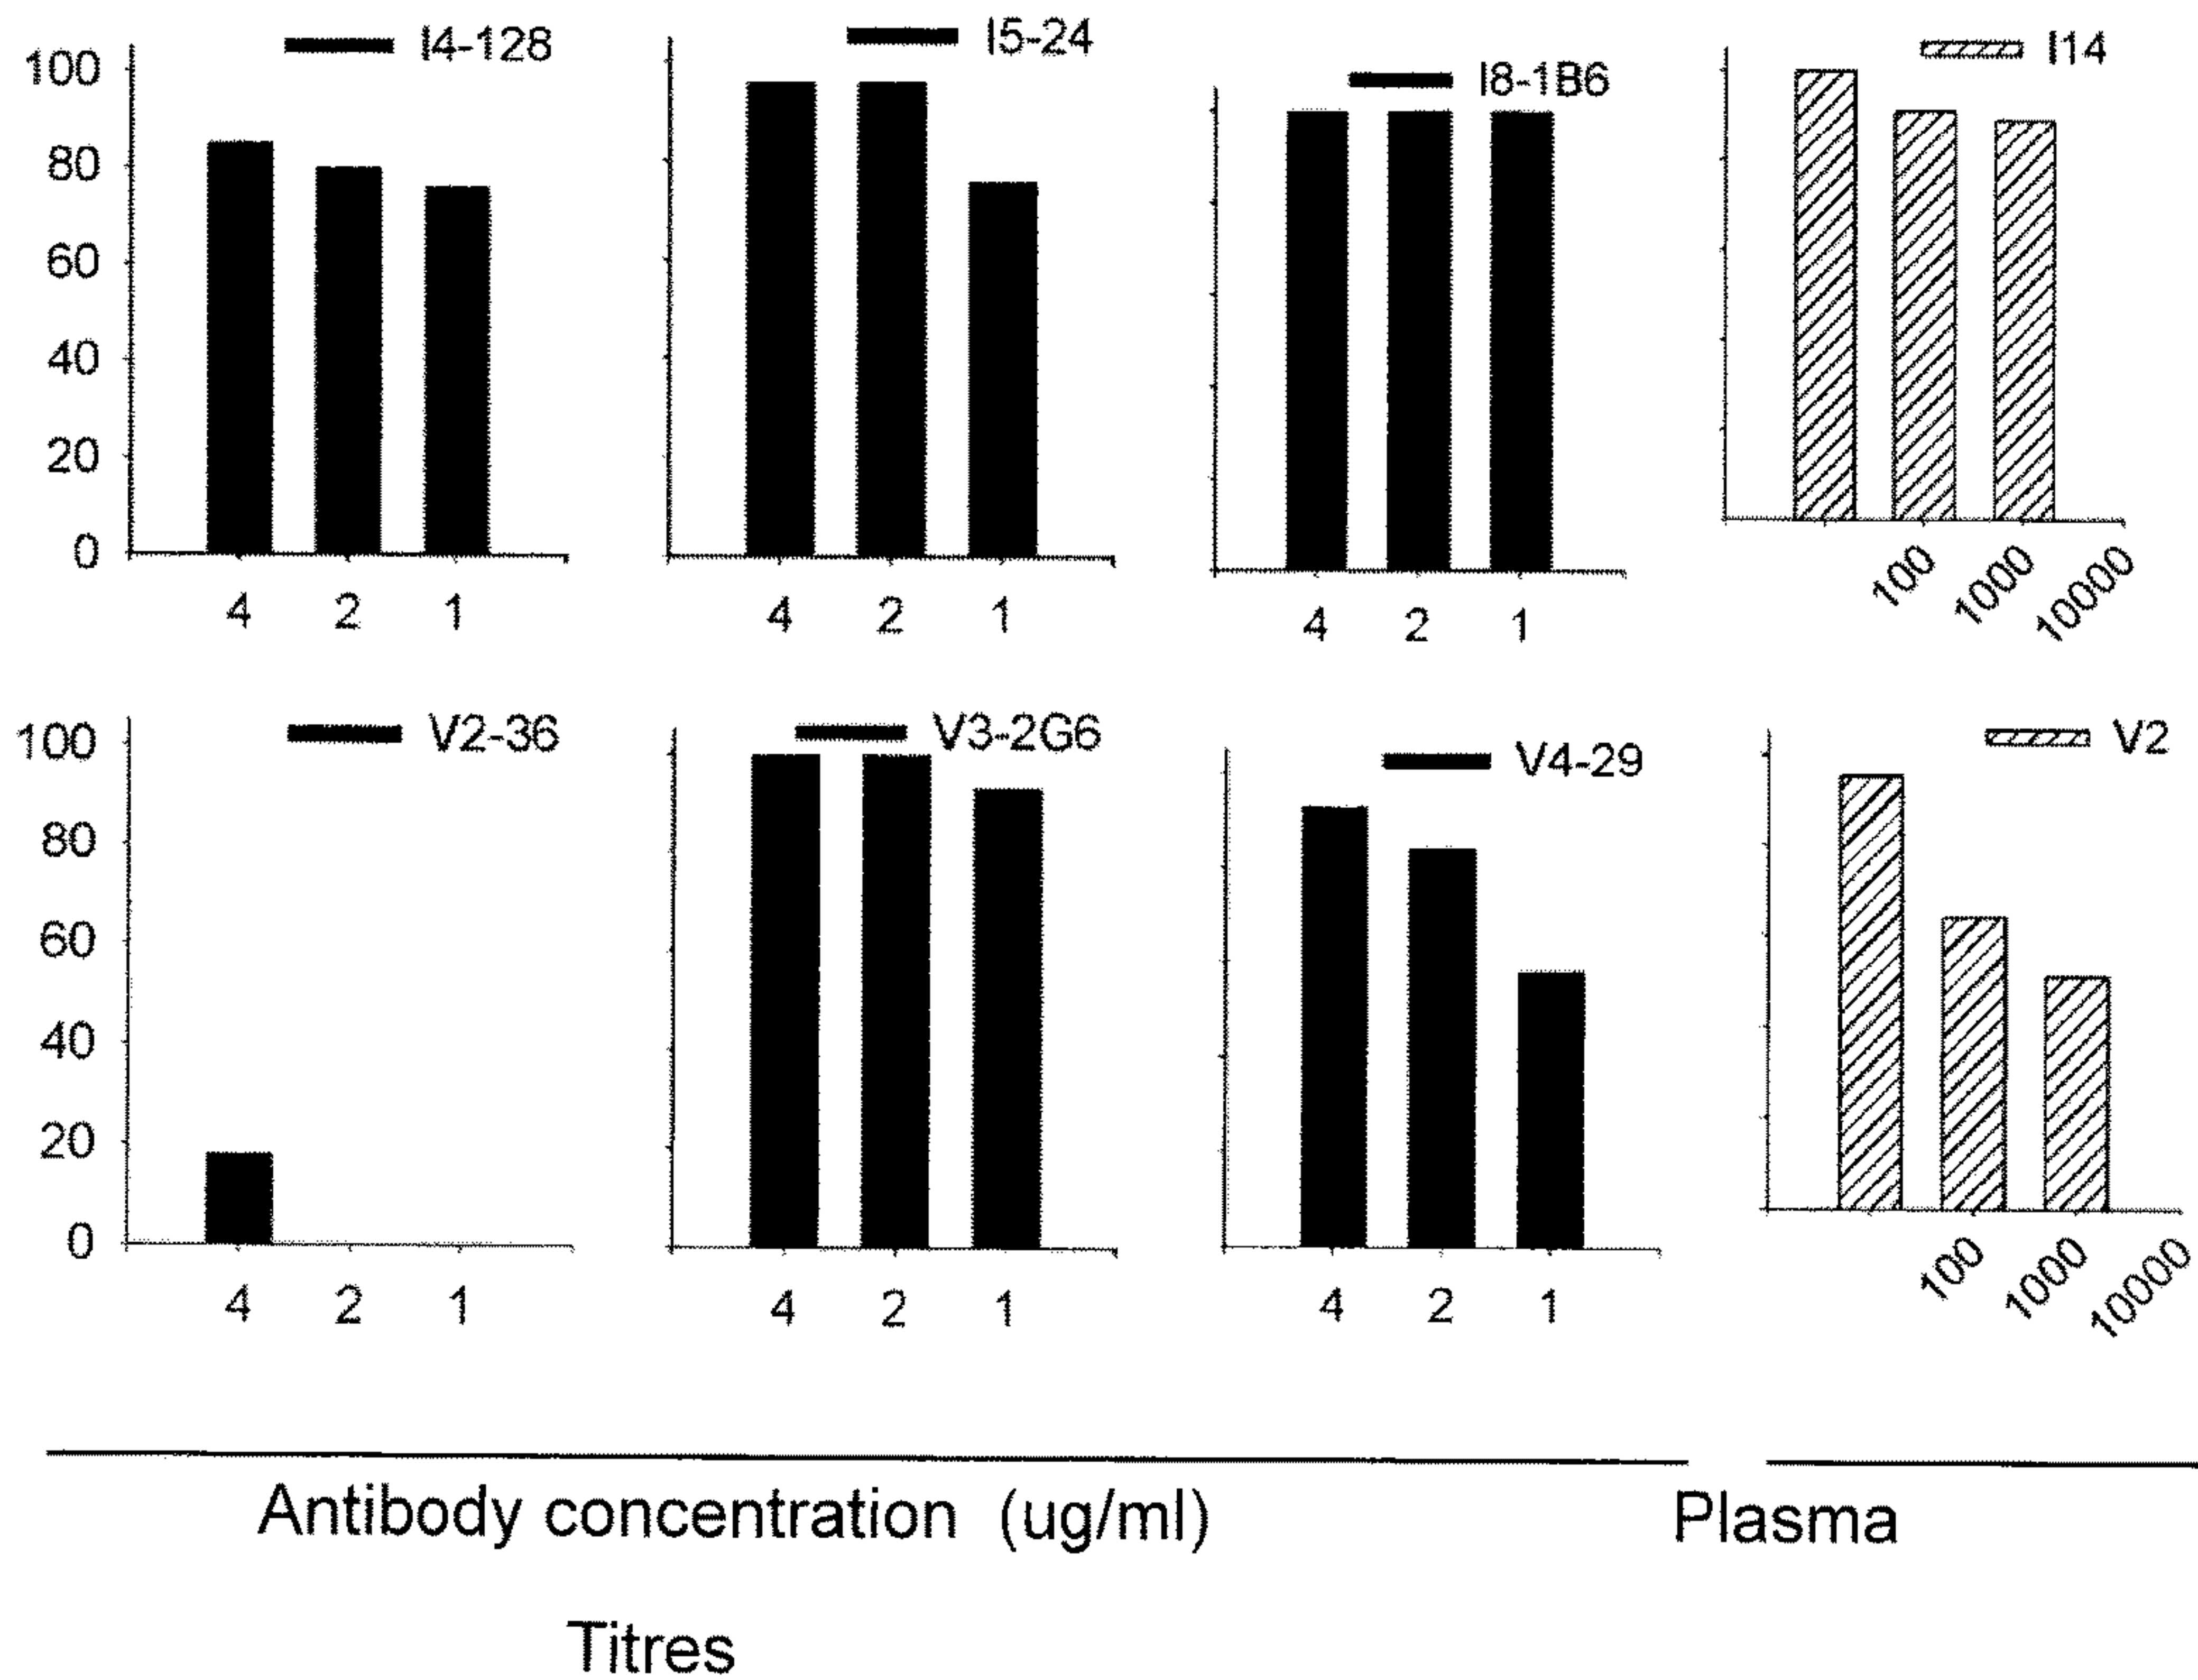 I4-128
I5-24
I8-1B6
I14
100
80
60
40
20
0
4 2 1
4 2 1
4 2 1
100 1000 10000
V2-36
V3-2G6
V4-29
V2
100
80
60
40
20
0
4 2 1
4 2 1
4 2 1
100 1000 10000
Antibody concentration (ug/ml)
Plasma
Titres